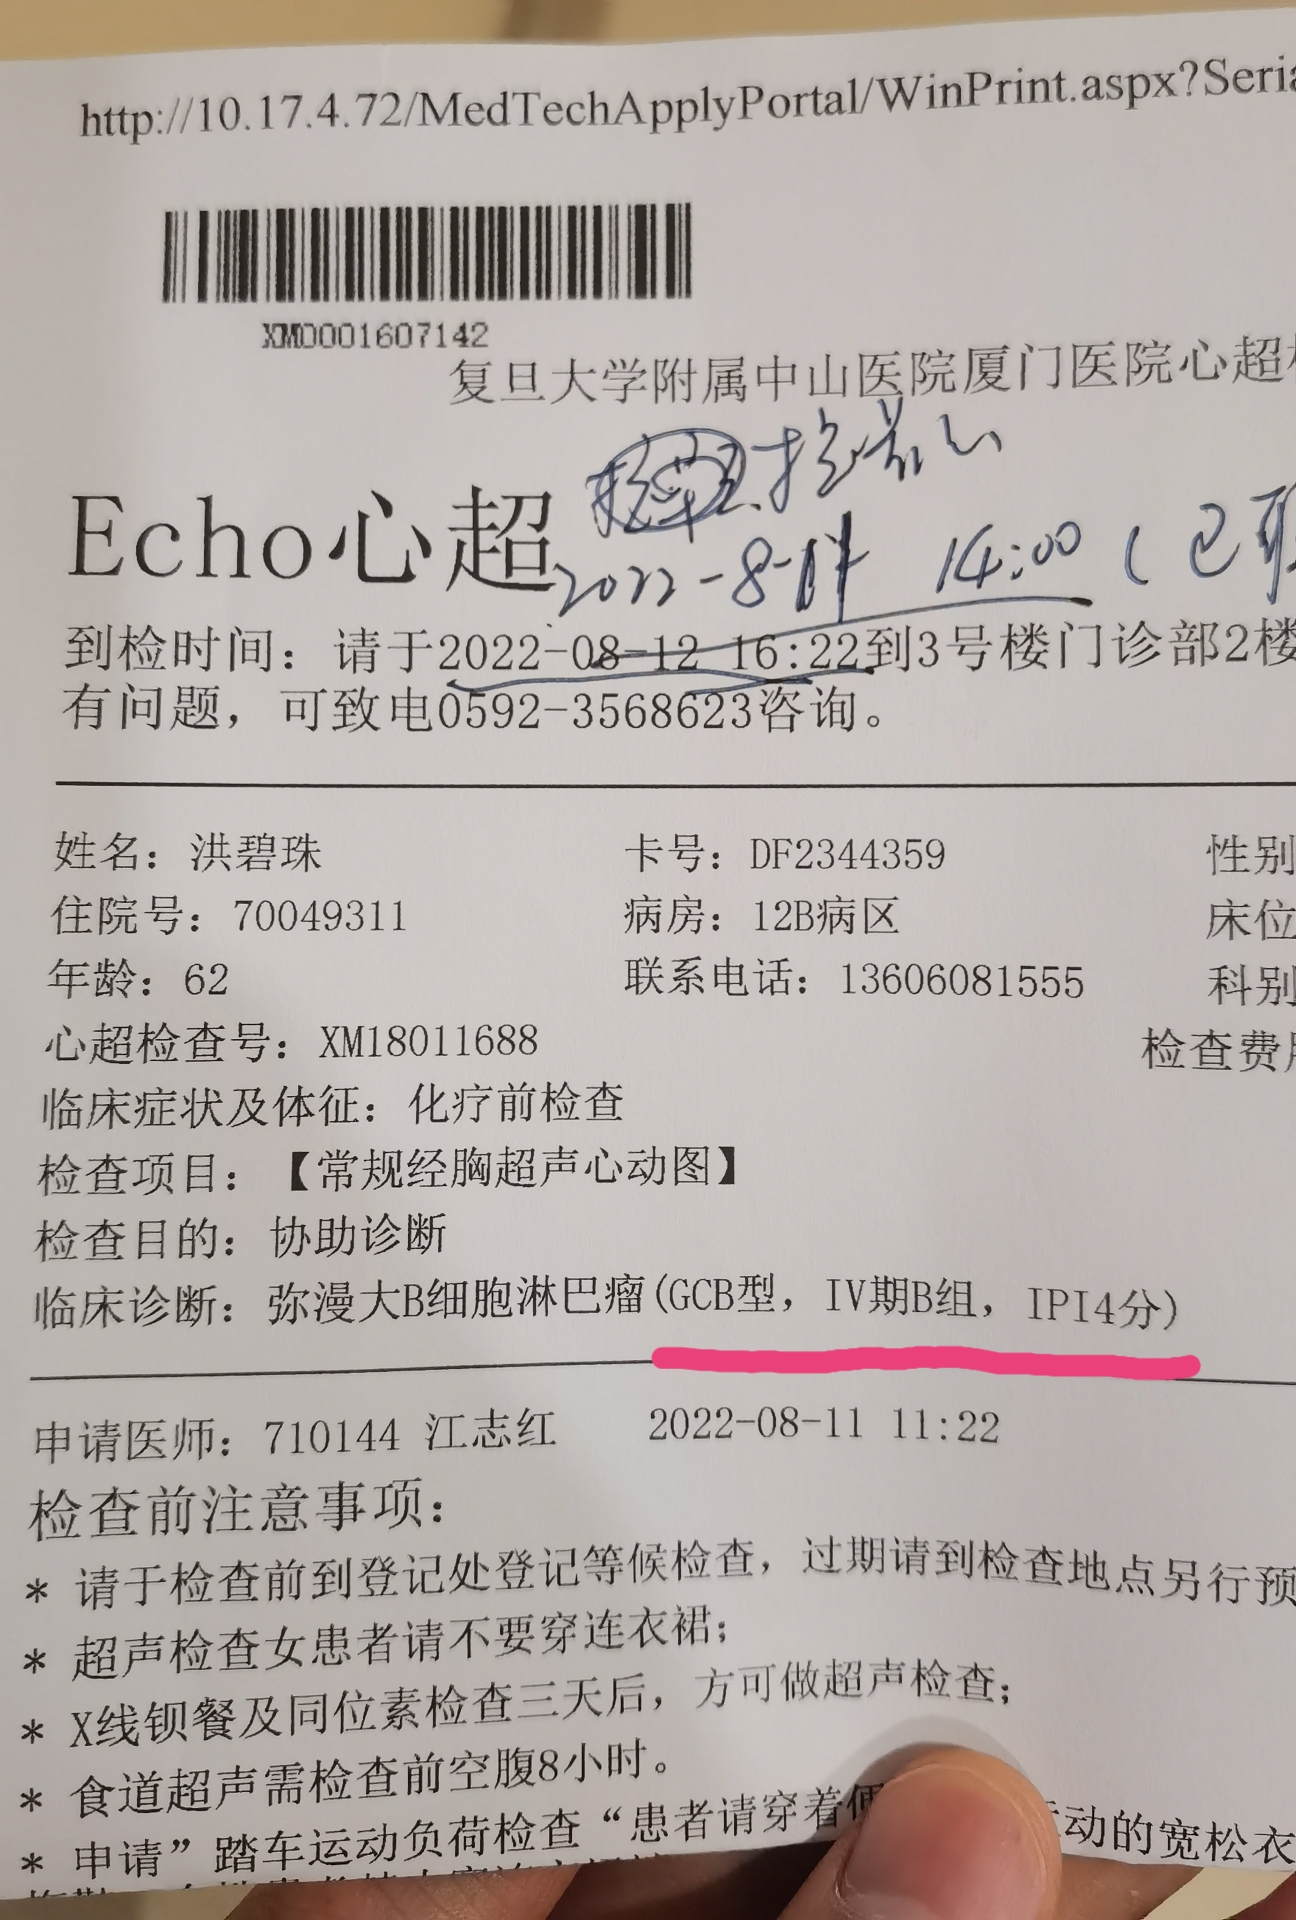 http://10.17.4.72/MedTechApplyPortal/WinPrint.aspx?Seria
XM0001607142
复旦大学附属中山医院厦门医院心超
Echo心超
2022-8-11 14:00
到检时间：请于2022-08-12 16:22到3号楼门诊部2楼
有问题，可致电0592-3568623咨询。
姓名：洪碧珠 卡号：DF2344359 性别
住院号：70049311 病房：12B病区 床位
年龄：62 联系电话：13606081555 科别
心超检查号：XM18011688 检查费用
临床症状及体征：化疗前检查
检查项目：【常规经胸超声心动图】
检查目的：协助诊断
临床诊断：弥漫大B细胞淋巴瘤(GCB型，IV期B组，IPI4分)
申请医师：710144 江志红 2022-08-11 11:22
检查前注意事项：
* 请于检查前到登记处登记等候检查，过期请到检查地点另行预
* 超声检查女患者请不要穿连衣裙；
* X线钡餐及同位素检查三天后，方可做超声检查；
* 食道超声需检查前空腹8小时。
* 申请”踏车运动负荷检查“患者请穿着便 动的宽松衣